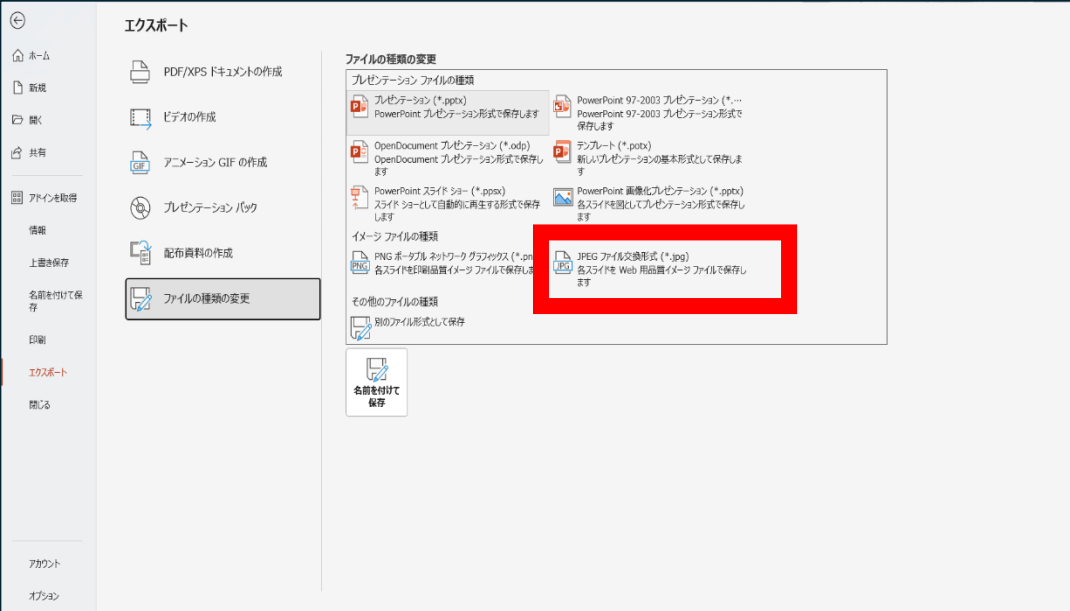 エクスポート
ホーム
新規
開く
共有
アドインを取得
情報
上書き保存
名前を付けて保
存
印刷
エクスポート
閉じる
アカウント
オプション
PDF/XPS ドキュメントの作成
ビデオの作成
アニメーション GIF の作成
プレゼンテーション パック
配布資料の作成
ファイルの種類の変更
ファイルの種類の変更
プレゼンテーション ファイルの種類
プレゼンテーション (*.pptx)
PowerPoint プレゼンテーション形式で保存します
PowerPoint 97-2003 プレゼンテーション (*.…
PowerPoint 97-2003 プレゼンテーション形式で
保存します
OpenDocument プレゼンテーション (*.odp)
OpenDocument プレゼンテーション形式で保存し
ます
テンプレート (*.potx)
新しいプレゼンテーションの基本形式として保存しま
す
PowerPoint スライド ショー (*.ppsx)
スライド ショーとして自動的に再生する形式で保存
します
PowerPoint 画像化プレゼンテーション (*.pptx)
各スライドを図としてプレゼンテーション形式で保存し
ます
イメージ ファイルの種類
PNG
PNG ポータブル ネットワーク グラフィックス (*.pn
各スライドを印刷品質イメージ ファイルで保存しま
JPG
JPEG ファイル交換形式 (*.jpg)
各スライドを Web 用品質イメージ ファイルで保存し
ます
その他のファイルの種類
別のファイル形式として保存
名前を付けて
保存
GIF